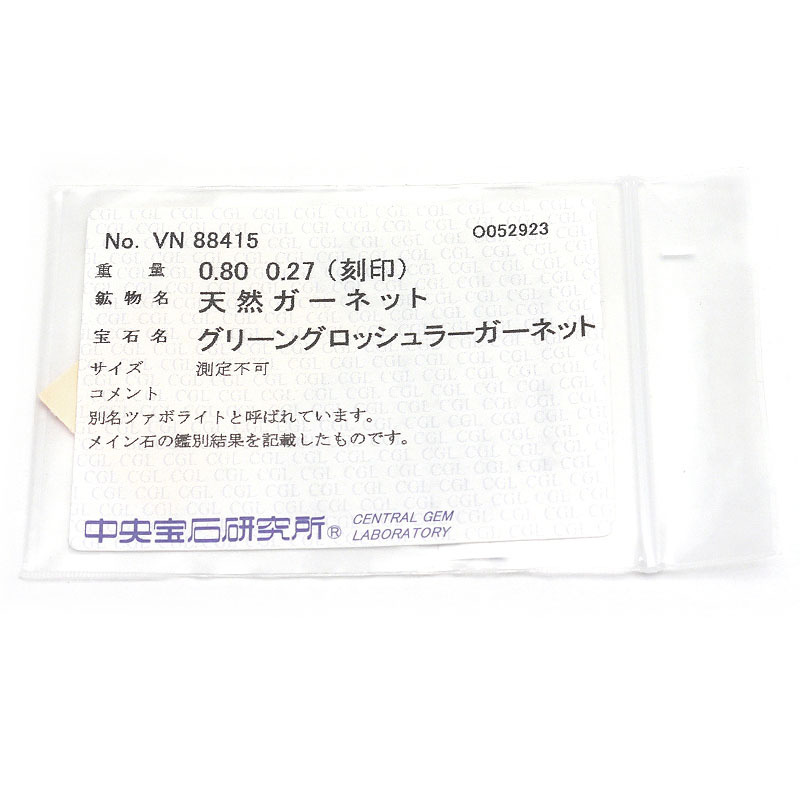 No. VN 88415 O052923
重量 0.80 0.27 (刻印)
鉱物名 天然ガーネット
宝石名 グリーングロッシュラーガーネット
サイズ 測定不可
コメント
別名ツァボライトと呼ばれています。
メイン石の鑑別結果を記載したものです。
中央宝石研究所® CENTRAL GEM LABORATORY